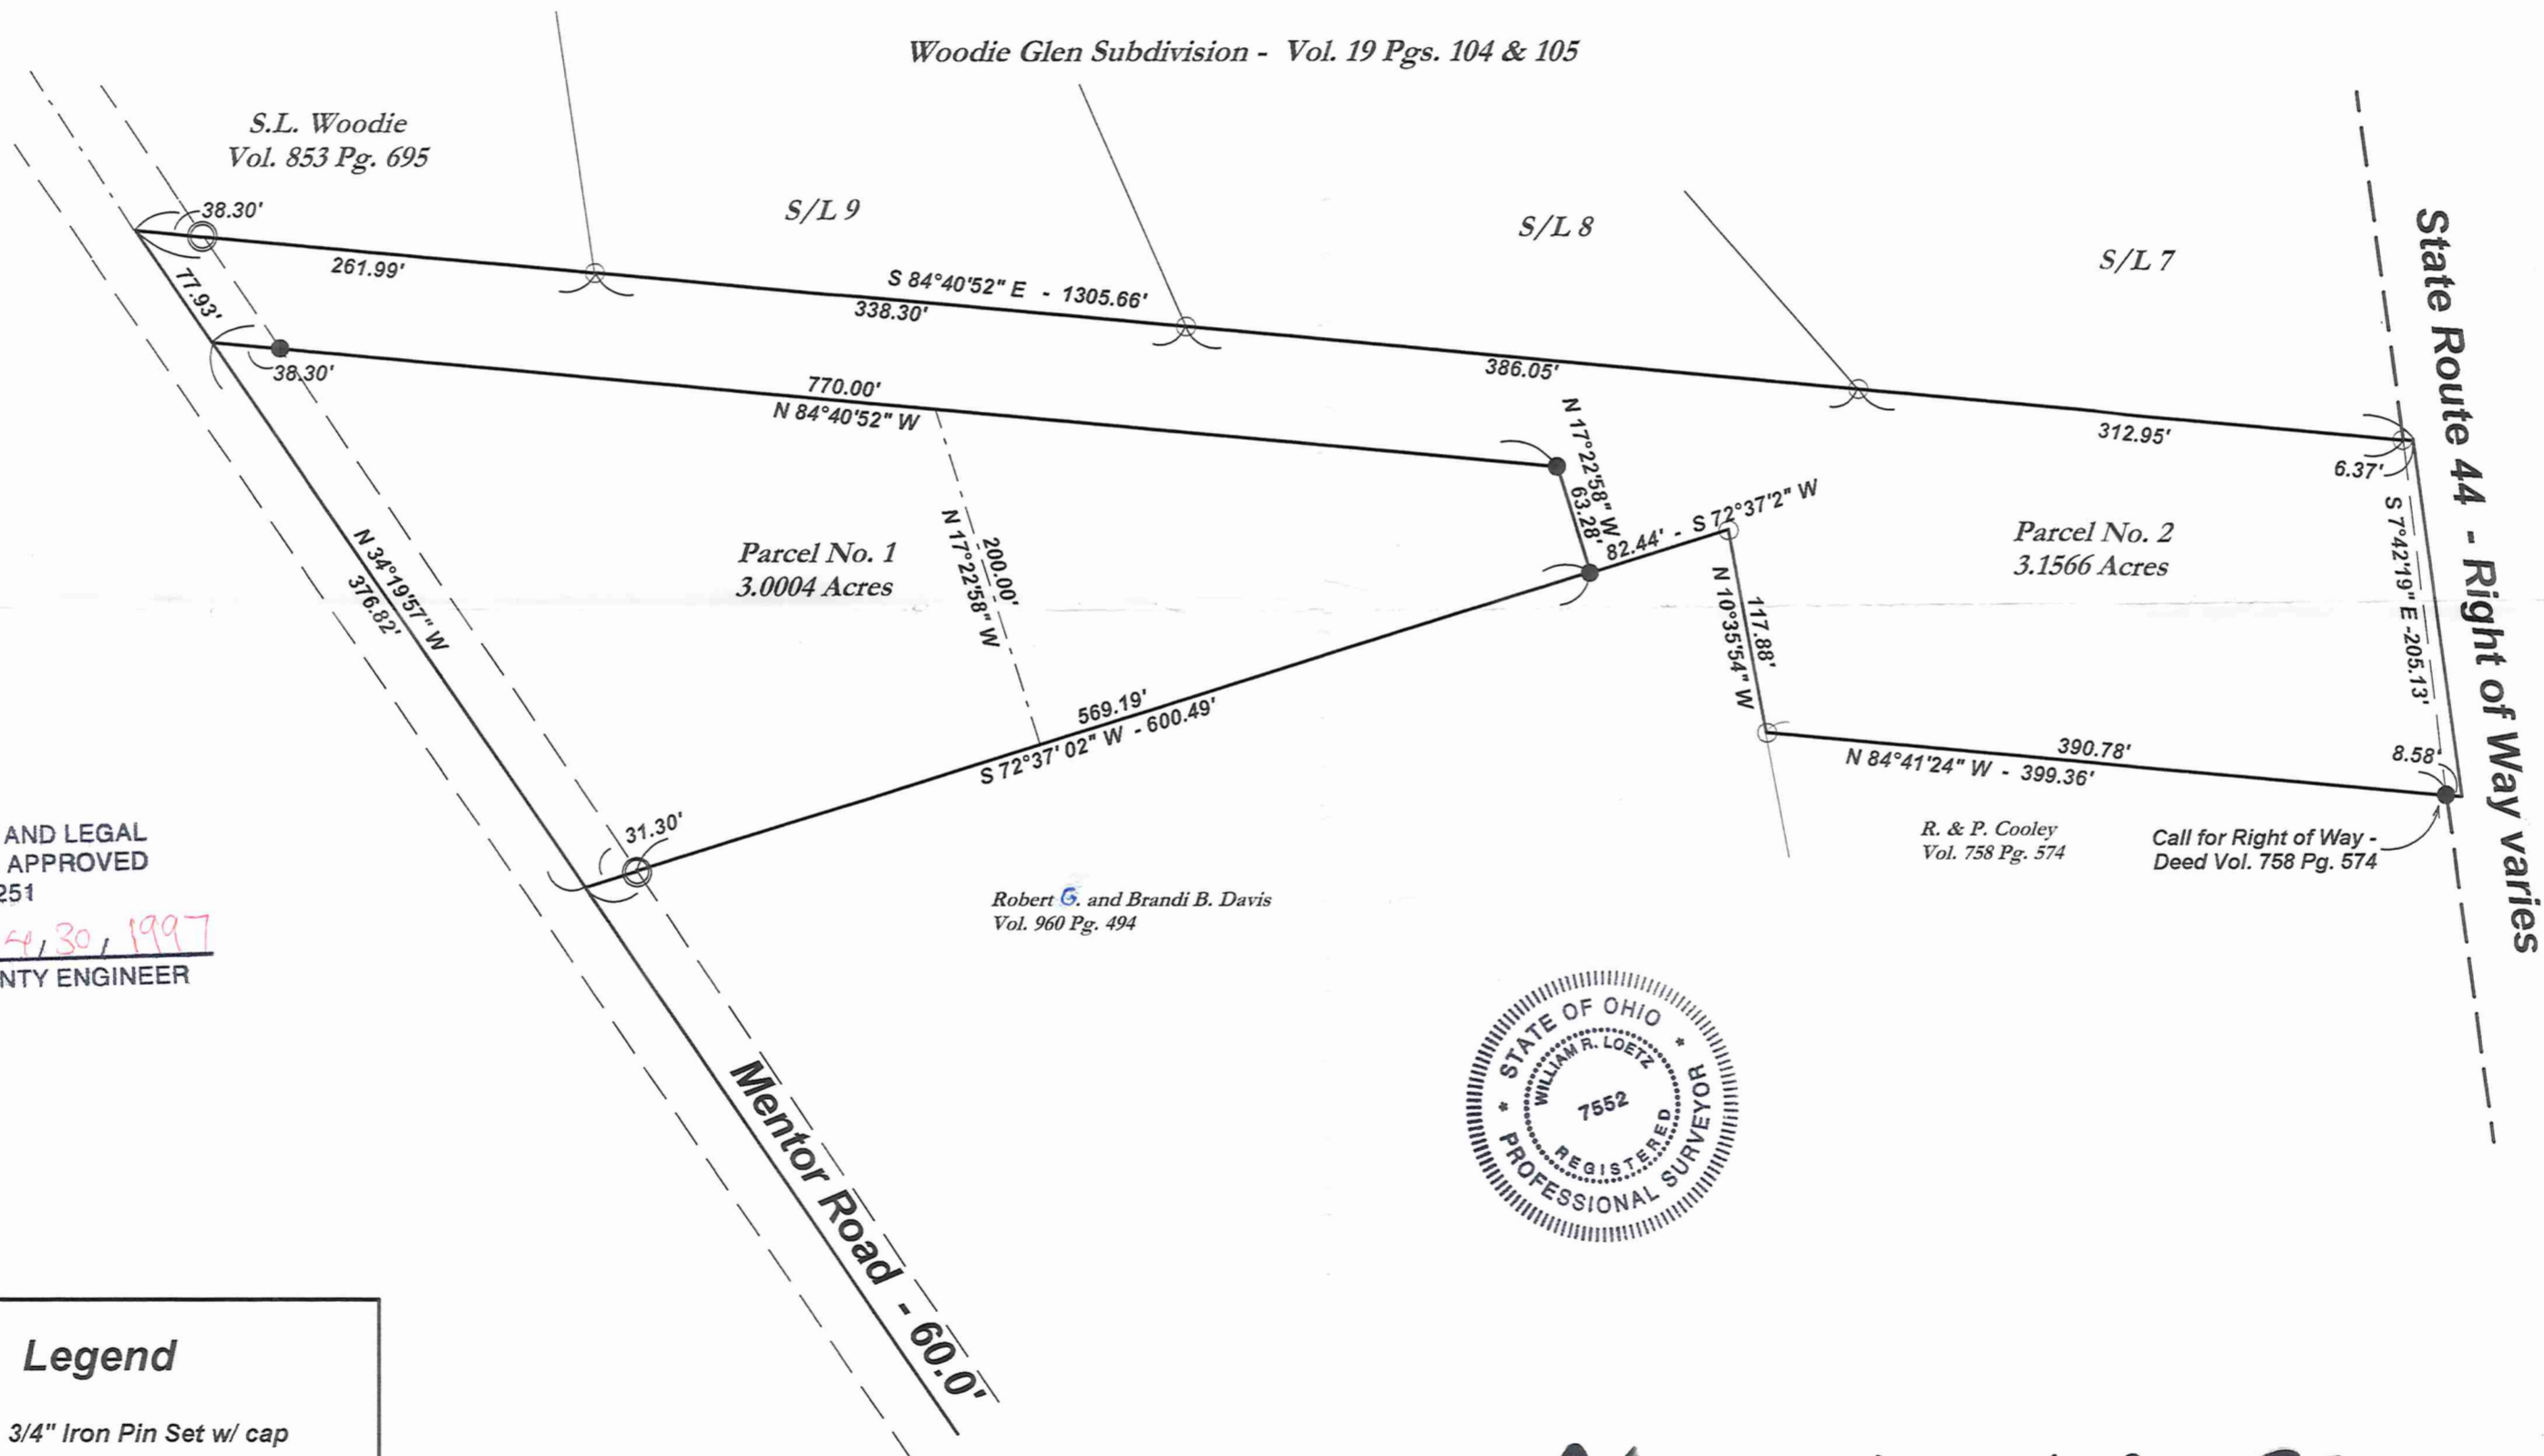 Woodie Glen Subdivision - Vol. 19 Pgs. 104 & 105
S.L. Woodie
Vol. 853 Pg. 695
S/L 9
S/L 8
S/L 7
State Route 44 - Right of Way varies
38.30'
261.99'
S 84°40'52" E - 1305.66'
338.30'
386.05'
312.95'
6.37'
77.93'
38.30'
770.00'
N 84°40'52" W
N 17°22'58" W
63.28'
82.44' - S 72°37'2" W
Parcel No. 1
3.0004 Acres
200.00'
N 17°22'58" W
Parcel No. 2
3.1566 Acres
S 7°42'19" E -205.13'
N 34°19'57" W
376.82'
117.88'
N 10°35'54" W
569.19'
S 72°37' 02" W - 600.49'
390.78'
N 84°41'24" W - 399.36'
8.58'
31.30'
R. & P. Cooley
Vol. 758 Pg. 574
Call for Right of Way -
Deed Vol. 758 Pg. 574
Robert G. and Brandi B. Davis
Vol. 960 Pg. 494
AND LEGAL
APPROVED
251
4/30/1997
NTY ENGINEER
Mentor Road - 60.0'
* STATE OF OHIO *
WILLIAM R. LOETZ
7552
REGISTERED
PROFESSIONAL SURVEYOR
Legend
3/4" Iron Pin Set w/ cap